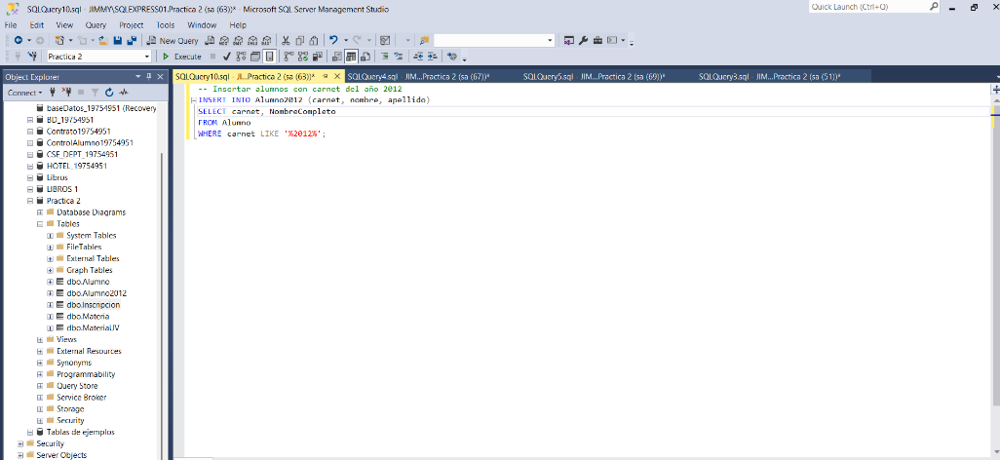 SQLQuery10.sql - JIMMY\SQLEXPRESS01.Practica 2 (sa (63))* - Microsoft SQL Server Management Studio
Quick Launch (Ctrl+Q)
File Edit View Query Project Tools Window Help
New Query
Practica 2
Execute
Object Explorer
SQLQuery10.sql - JI...Practica 2 (sa (63))*
SQLQuery4.sql - JIM...Practica 2 (sa (67))*
SQLQuery5.sql - JIM...Practica 2 (sa (69))*
SQLQuery3.sql - JIM...Practica 2 (sa (51))*
Connect
baseDatos_19754951 (Recovery
BD_19754951
Contrato19754951
ControlAlumno19754951
CSE_DEPT_19754951
HOTEL_19754951
Libros
LIBROS 1
Practica 2
Database Diagrams
Tables
System Tables
FileTables
External Tables
Graph Tables
dbo.Alumno
dbo.Alumno2012
dbo.Inscripcion
dbo.Materia
dbo.MateriaUV
Views
External Resources
Synonyms
Programmability
Query Store
Service Broker
Storage
Security
Tablas de ejemplos
Security
Server Objects
-- Insertar alumnos con carnet del año 2012
INSERT INTO Alumno2012 (carnet, nombre, apellido)
SELECT carnet, NombreCompleto
FROM Alumno
WHERE carnet LIKE '%2012%';